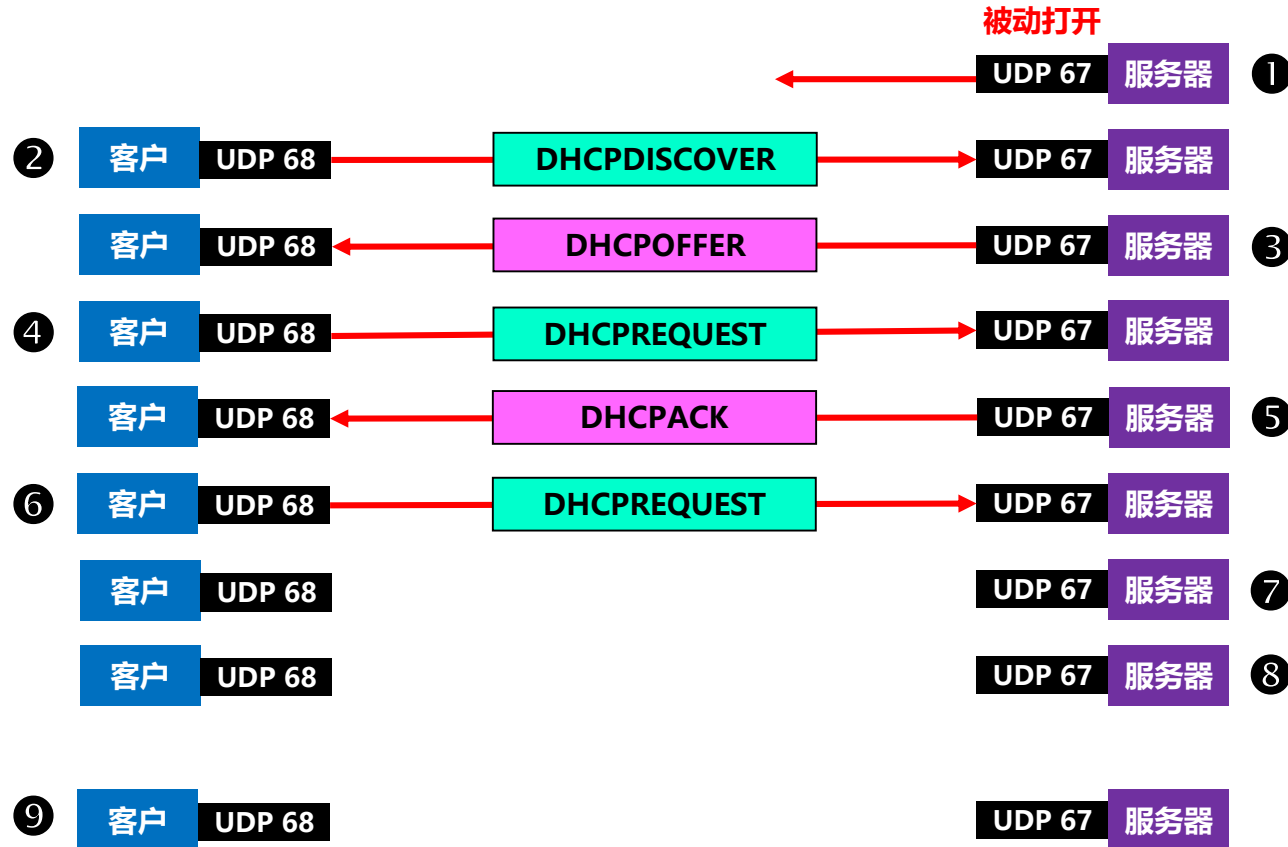 被动打开
UDP 67 服务器 ❶
❷ 客户 UDP 68 DHCPDISCOVER UDP 67 服务器
客户 UDP 68 DHCPOFFER UDP 67 服务器 ❸
❹ 客户 UDP 68 DHCPREQUEST UDP 67 服务器
客户 UDP 68 DHCPACK UDP 67 服务器 ❺
❻ 客户 UDP 68 DHCPREQUEST UDP 67 服务器
客户 UDP 68 UDP 67 服务器 ❼
客户 UDP 68 UDP 67 服务器 ❽
❾ 客户 UDP 68 UDP 67 服务器